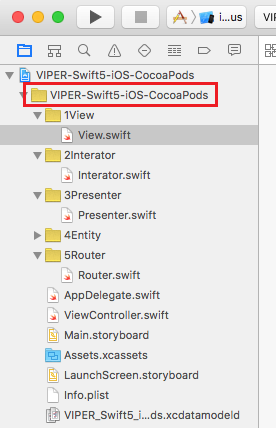 i...us
VIP
VIPER-Swift5-iOS-CocoaPods
VIPER-Swift5-iOS-CocoaPods
1View
View.swift
2Interator
Interator.swift
3Presenter
Presenter.swift
4Entity
5Router
Router.swift
AppDelegate.swift
ViewController.swift
Main.storyboard
Assets.xcassets
LaunchScreen.storyboard
Info.plist
VIPER_Swift5_i...ds.xcdatamodeld